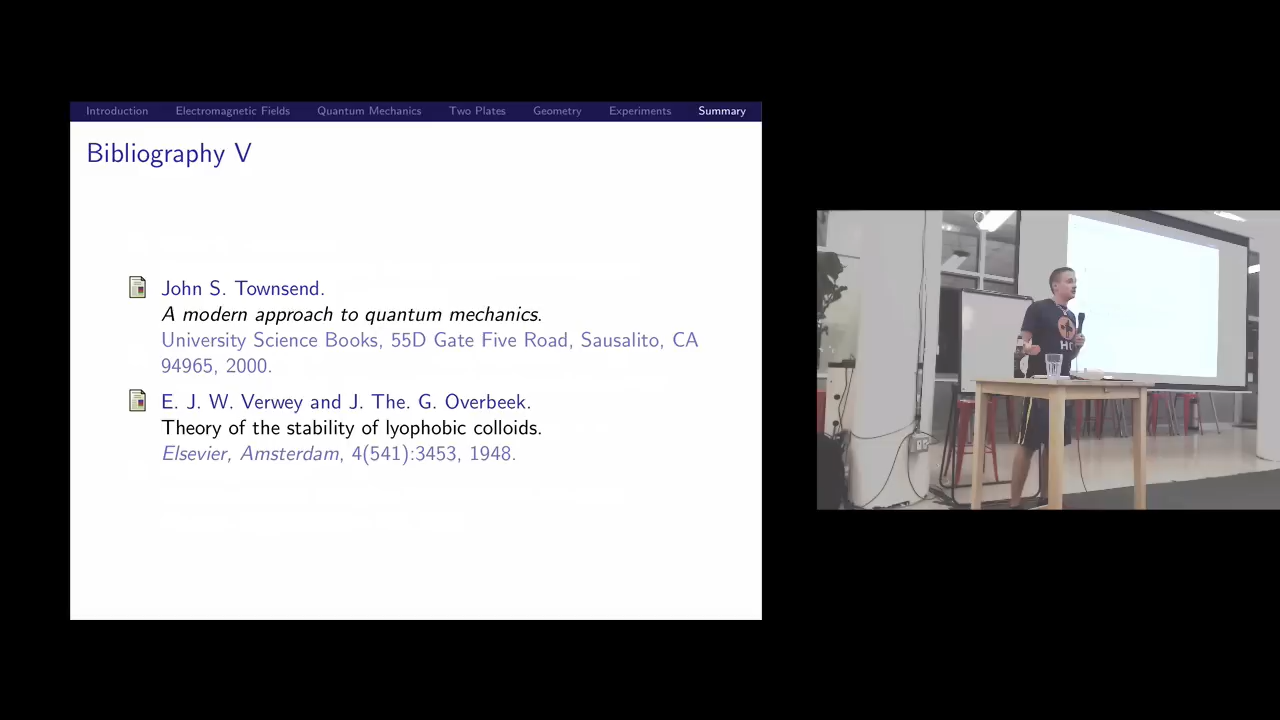 Introduction Electromagnetic Fields Quantum Mechanics Two Plates Geometry Experiments Summary
Bibliography V
John S. Townsend.
A modern approach to quantum mechanics.
University Science Books, 55D Gate Five Road, Sausalito, CA
94965, 2000.
E. J. W. Verwey and J. The. G. Overbeek.
Theory of the stability of lyophobic colloids.
Elsevier, Amsterdam, 4(541):3453, 1948.